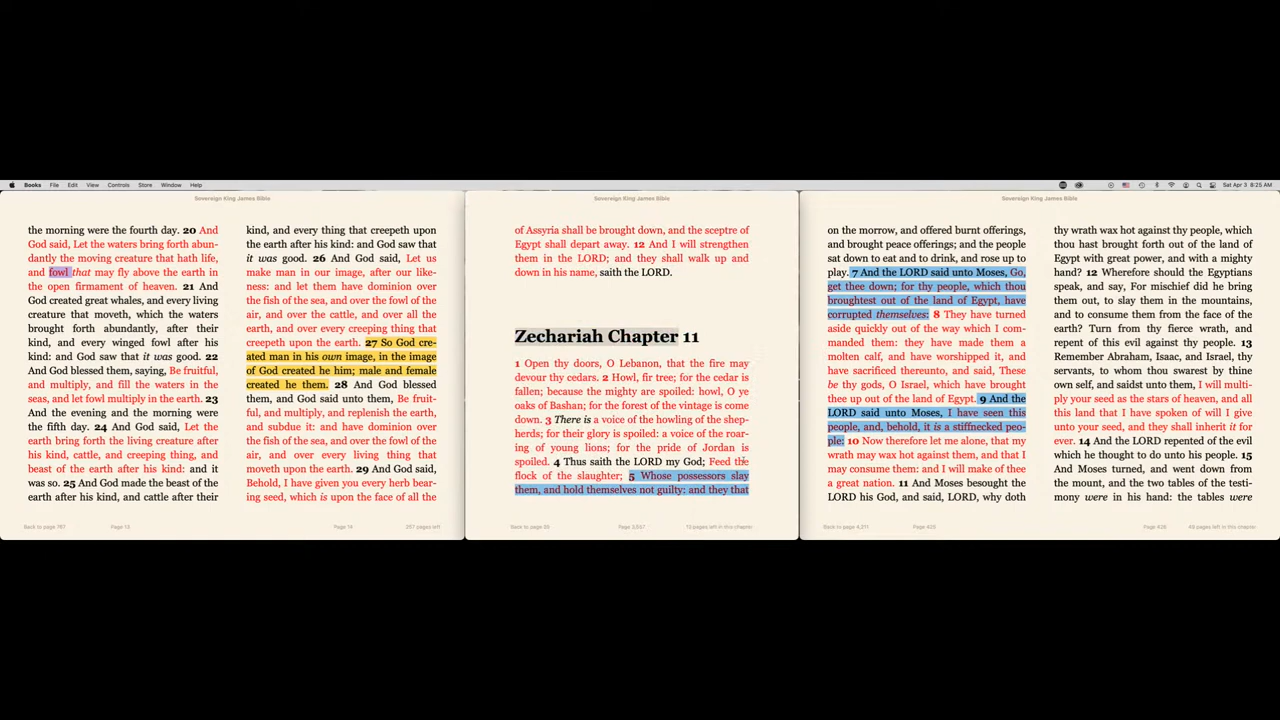 Books File Edit View Controls Store Window Help
Sat Apr 3 8:25 AM
Sovereign King James Bible
the morning were the fourth day. 20 And
God said, Let the waters bring forth abun-
dantly the moving creature that hath life,
and fowl that may fly above the earth in
the open firmament of heaven. 21 And
God created great whales, and every living
creature that moveth, which the waters
brought forth abundantly, after their
kind, and every winged fowl after his
kind: and God saw that it was good. 22
And God blessed them, saying, Be fruitful,
and multiply, and fill the waters in the
seas, and let fowl multiply in the earth. 23
And the evening and the morning were
the fifth day. 24 And God said, Let the
earth bring forth the living creature after
his kind, cattle, and creeping thing, and
beast of the earth after his kind: and it
was so. 25 And God made the beast of the
earth after his kind, and cattle after their
Back to page 767
Page 13
kind, and every thing that creepeth upon
the earth after his kind: and God saw that
it was good. 26 And God said, Let us
make man in our image, after our like-
ness: and let them have dominion over
the fish of the sea, and over the fowl of the
air, and over the cattle, and over all the
earth, and over every creeping thing that
creepeth upon the earth. 27 So God cre-
ated man in his own image, in the image
of God created he him; male and female
created he them. 28 And God blessed
them, and God said unto them, Be fruit-
ful, and multiply, and replenish the earth,
and subdue it: and have dominion over
the fish of the sea, and over the fowl of the
air, and over every living thing that
moveth upon the earth. 29 And God said,
Behold, I have given you every herb bear-
ing seed, which is upon the face of all the
Page 14
257 pages left
Sovereign King James Bible
of Assyria shall be brought down, and the sceptre of
Egypt shall depart away. 12 And I will strengthen
them in the LORD; and they shall walk up and
down in his name, saith the LORD.
Zechariah Chapter 11
1 Open thy doors, O Lebanon, that the fire may
devour thy cedars. 2 Howl, fir tree; for the cedar is
fallen; because the mighty are spoiled: howl, O ye
oaks of Bashan; for the forest of the vintage is come
down. 3 There is a voice of the howling of the shep-
herds; for their glory is spoiled: a voice of the roar-
ing of young lions; for the pride of Jordan is
spoiled. 4 Thus saith the LORD my God; Feed the
flock of the slaughter; 5 Whose possessors slay
them, and hold themselves not guilty: and they that
Sovereign King James Bible
on the morrow, and offered burnt offerings,
and brought peace offerings; and the people
sat down to eat and to drink, and rose up to
play. 7 And the LORD said unto Moses, Go,
get thee down; for thy people, which thou
broughtest out of the land of Egypt, have
corrupted themselves: 8 They have turned
aside quickly out of the way which I com-
manded them: they have made them a
molten calf, and have worshipped it, and
have sacrificed thereunto, and said, These
be thy gods, O Israel, which have brought
thee up out of the land of Egypt. 9 And the
LORD said unto Moses, I have seen this
people, and, behold, it is a stiffnecked peo-
ple: 10 Now therefore let me alone, that my
wrath may wax hot against them, and that I
may consume them: and I will make of thee
a great nation. 11 And Moses besought the
LORD his God, and said, LORD, why doth
thy wrath wax hot against thy people, which
thou hast brought forth out of the land of
Egypt with great power, and with a mighty
hand? 12 Wherefore should the Egyptians
speak, and say, For mischief did he bring
them out, to slay them in the mountains,
and to consume them from the face of the
earth? Turn from thy fierce wrath, and
repent of this evil against thy people. 13
Remember Abraham, Isaac, and Israel, thy
servants, to whom thou swarest by thine
own self, and saidst unto them, I will multi-
ply your seed as the stars of heaven, and all
this land that I have spoken of will I give
unto your seed, and they shall inherit it for
ever. 14 And the LORD repented of the evil
which he thought to do unto his people. 15
And Moses turned, and went down from
the mount, and the two tables of the testi-
mony were in his hand: the tables were